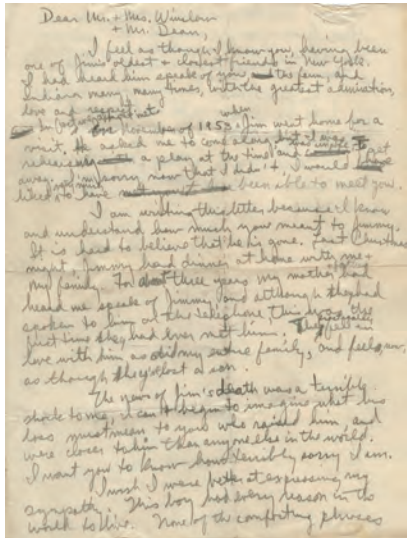 Dear Mr. + Mrs. Winslow
+ Mr. Dean,
I feel as though I know you, having been
one of Jim's oldest + closest friends in New York.
I had heard him speak of you, and the farm, and
Indiana many, many times, with the greatest admiration,
love and respect.
In November of 1953 when Jim went home for a
visit. He asked me to come along, but I was
rehearsing a play at the time and was unable to get
away. I'm sorry now that I didn't. I would
liked to have been able to meet you.
I am writing this letter because I know
and understand how much you meant to Jimmy.
It is hard to believe that he is gone. Last Christmas
night, Jimmy had dinner at home with me +
my family. For about three years my mother had
heard me speak of Jimmy and although they had
spoken to him on the telephone this was the
first time they had ever met him. They fell in
love with him as did my entire family, and feel, now,
as though they'd lost a son.
The news of Jim's death was a terrible
shock to me, I can't begin to imagine what his
loss must mean to you who raised him, and
were closer to him than anyone else in the world.
I want you to know how terribly sorry I am.
I wish I were better at expressing my
sympathy. This boy had every reason in the
world to live. None of the comforting phrases